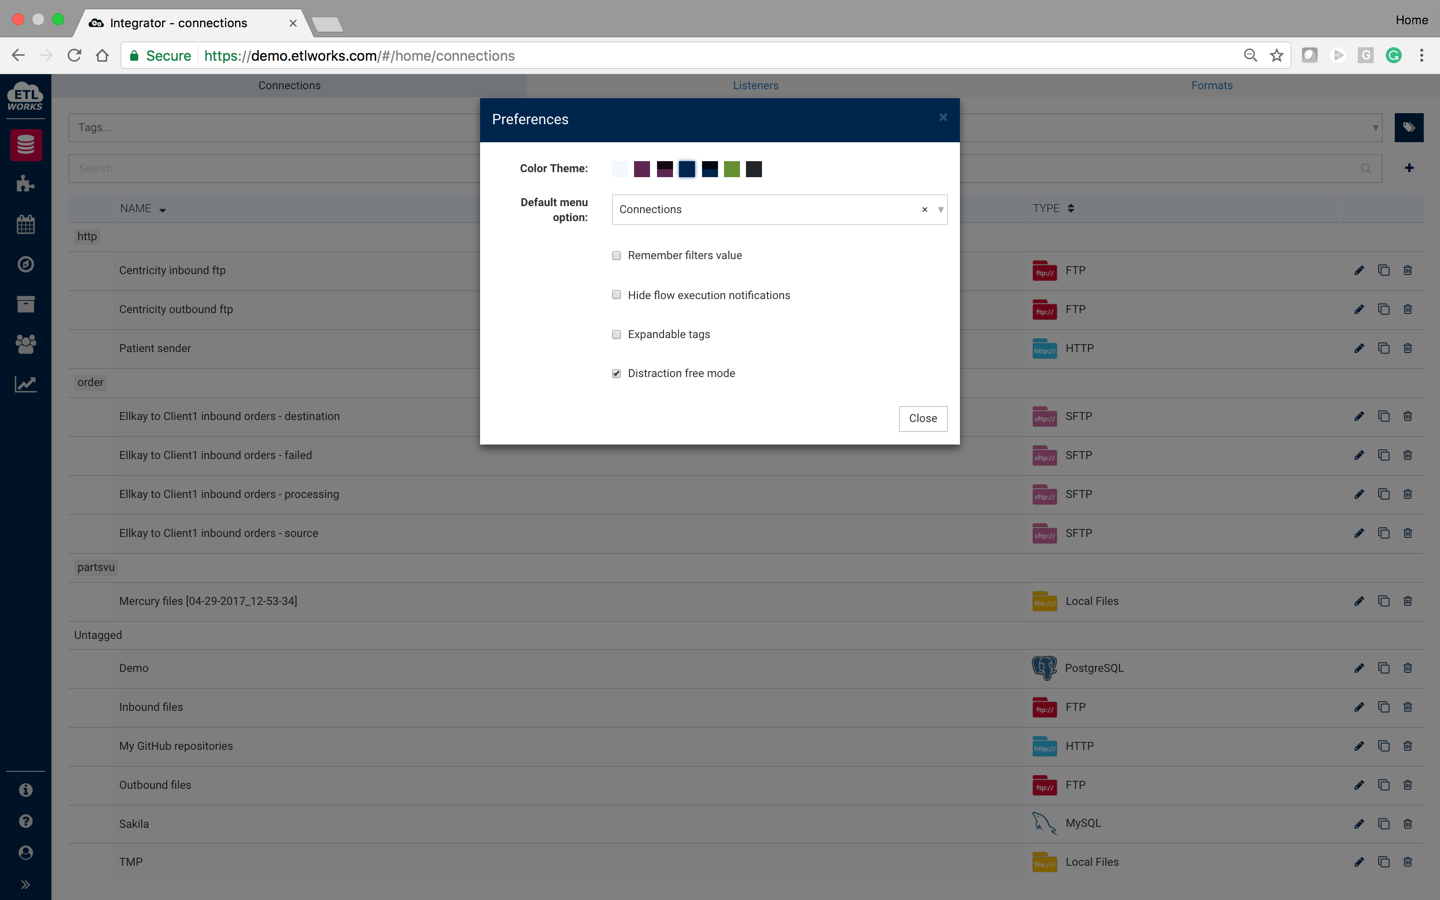 Integrator - connections
Home
Secure https://demo.etlworks.com/#/home/connections
ETL
WORKS
Connections
Listeners
Formats
Tags...
Search...
Preferences
×
Color Theme:
Default menu
option:
Connections
Remember filters value
Hide flow execution notifications
Expandable tags
Distraction free mode
Close
NAME
TYPE
http
Centricity inbound ftp
ftp:// FTP
Centricity outbound ftp
ftp:// FTP
Patient sender
http:// HTTP
order
Ellkay to Client1 inbound orders - destination
sftp:// SFTP
Ellkay to Client1 inbound orders - failed
sftp:// SFTP
Ellkay to Client1 inbound orders - processing
sftp:// SFTP
Ellkay to Client1 inbound orders - source
sftp:// SFTP
partsvu
Mercury files [04-29-2017_12-53-34]
file:/// Local Files
Untagged
Demo
PostgreSQL
Inbound files
ftp:// FTP
My GitHub repositories
http:// HTTP
Outbound files
ftp:// FTP
Sakila
MySQL
TMP
file:/// Local Files